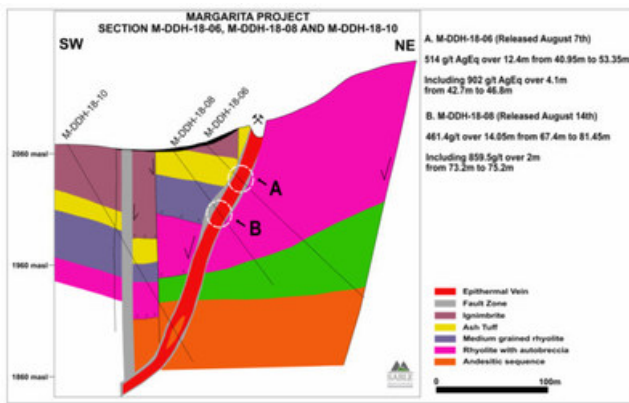 MARGARITA PROJECT
SECTION M-DDH-18-06, M-DDH-18-08 AND M-DDH-18-10
SW
NE
A. M-DDH-18-06 (Released August 7th)
514 g/t AgEq over 12.4m from 40.95m to 53.35m
Including 902 g/t AgEq over 4.1m
from 42.7m to 46.8m
B. M-DDH-18-08 (Released August 14th)
461.4g/t over 14.05m from 67.4m to 81.45m
Including 859.5g/t over 2m
from 73.2m to 75.2m
M-DDH-18-10
M-DDH-18-08
M-DDH-18-06
2060 masl
A
B
1960 masl
1860 masl
Epithermal Vein
Fault Zone
Ignimbrite
Ash Tuff
Medium grained rhyolite
Rhyolite with autobreccia
Andesitic sequence
SABLE
100m